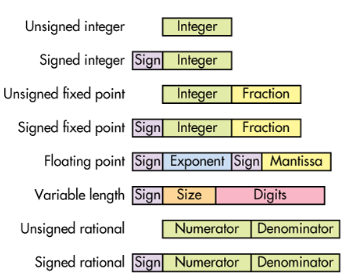 Unsigned integer Integer
Signed integer Sign Integer
Unsigned fixed point Integer Fraction
Signed fixed point Sign Integer Fraction
Floating point Sign Exponent Sign Mantissa
Variable length Sign Size Digits
Unsigned rational Numerator Denominator
Signed rational Sign Numerator Denominator